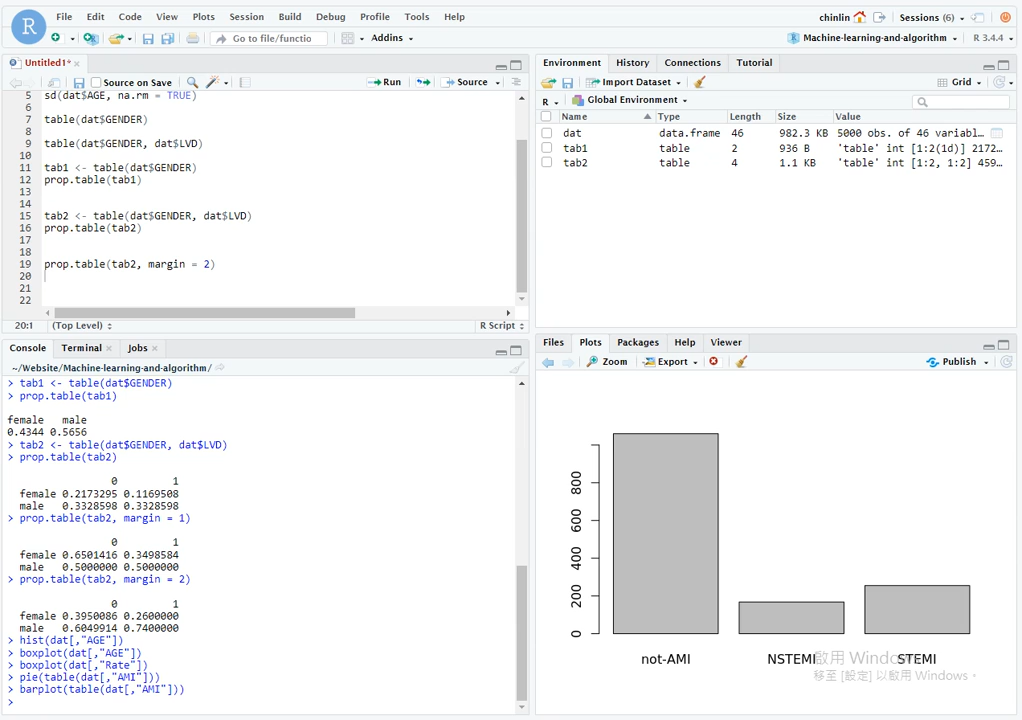 File Edit Code View Plots Session Build Debug Profile Tools Help
chinlin Sessions (6)
Go to file/functio Addins
Machine-learning-and-algorithm R 3.4.4
Untitled1*
Source on Save Run Source
5 sd(dat$AGE, na.rm = TRUE)
6
7 table(dat$GENDER)
8
9 table(dat$GENDER, dat$LVD)
10
11 tab1 <- table(dat$GENDER)
12 prop.table(tab1)
13
14
15 tab2 <- table(dat$GENDER, dat$LVD)
16 prop.table(tab2)
17
18
19 prop.table(tab2, margin = 2)
20
21
22
20:1 (Top Level) R Script
Console Terminal Jobs
~/Website/Machine-learning-and-algorithm/
> tab1 <- table(dat$GENDER)
> prop.table(tab1)
female male
0.4344 0.5656
> tab2 <- table(dat$GENDER, dat$LVD)
> prop.table(tab2)
0 1
female 0.2173295 0.1169508
male 0.3328598 0.3328598
> prop.table(tab2, margin = 1)
0 1
female 0.6501416 0.3498584
male 0.5000000 0.5000000
> prop.table(tab2, margin = 2)
0 1
female 0.3950086 0.2600000
male 0.6049914 0.7400000
> hist(dat[,"AGE"])
> boxplot(dat[,"AGE"])
> boxplot(dat[,"Rate"])
> pie(table(dat[,"AMI"]))
> barplot(table(dat[,"AMI"]))
>
Environment History Connections Tutorial
Import Dataset Grid
R Global Environment
Name Type Length Size Value
dat data.frame 46 982.3 KB 5000 obs. of 46 variabl…
tab1 table 2 936 B 'table' int [1:2(1d)] 2172…
tab2 table 4 1.1 KB 'table' int [1:2, 1:2] 459…
Files Plots Packages Help Viewer
Zoom Export Publish
800
600
400
200
0
not-AMI NSTEMI STEMI
啟用 Windows
移至 [設定] 以啟用 Windows。